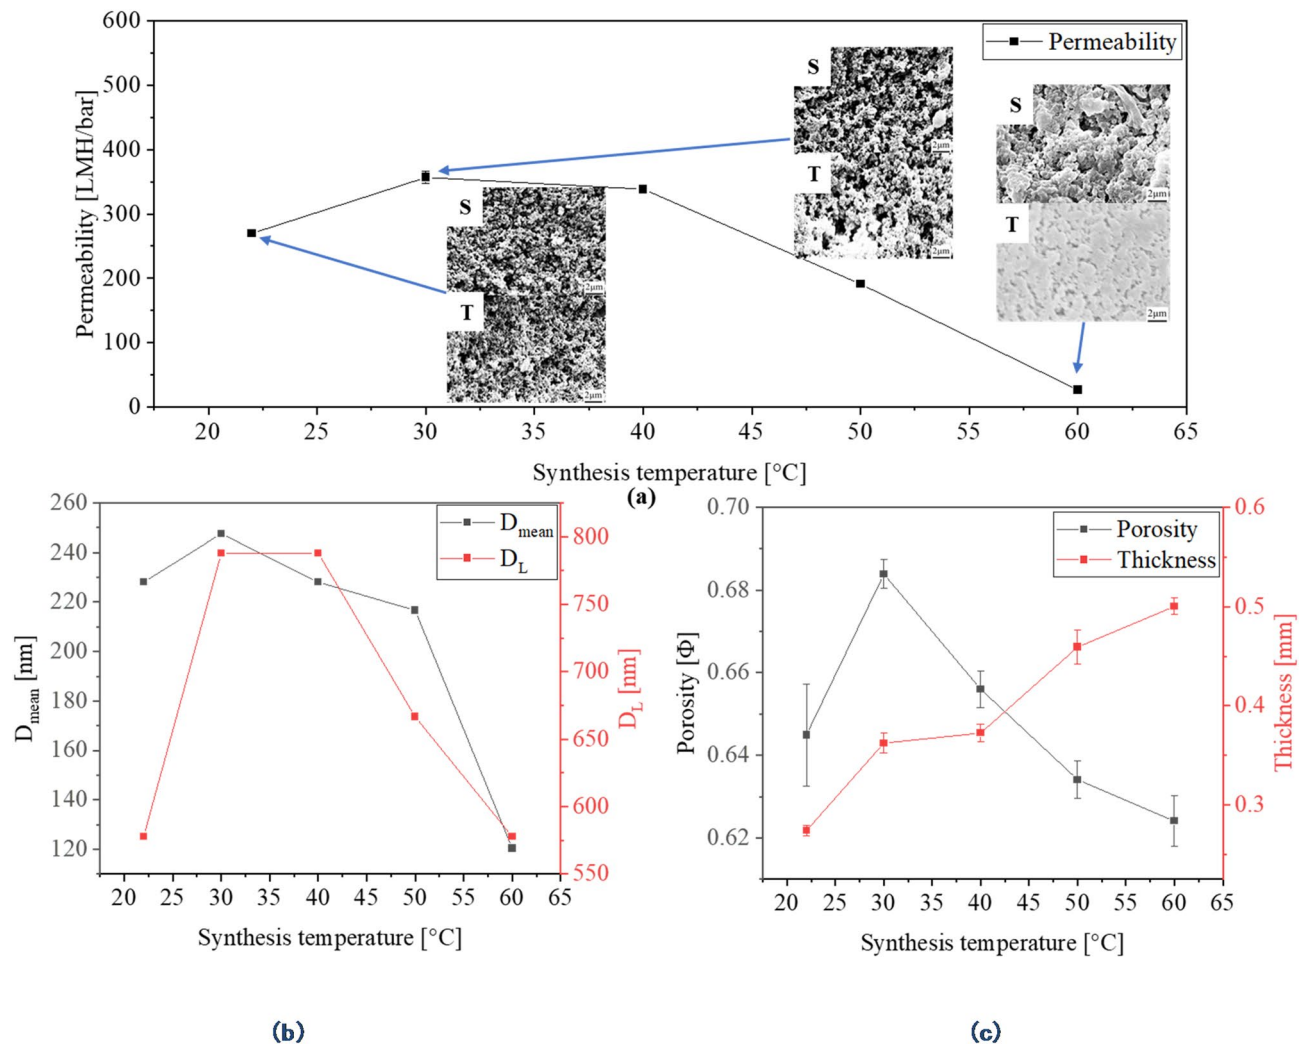 600
500
400
300
200
100
0
Permeability [LMH/bar]
Permeability
S
2μm
T
2μm
S
2μm
T
2μm
S
2μm
T
2μm
20 25 30 35 40 45 50 55 60 65
Synthesis temperature [°C]
(a)
260
240
220
200
180
160
140
120
D_mean [nm]
D_mean
D_L
800
750
700
650
600
550
D_L [nm]
20 25 30 35 40 45 50 55 60 65
Synthesis temperature [°C]
(b)
0.70
0.68
0.66
0.64
0.62
Porosity [Φ]
Porosity
Thickness
0.6
0.5
0.4
0.3
Thickness [mm]
20 25 30 35 40 45 50 55 60 65
Synthesis temperature [°C]
(c)